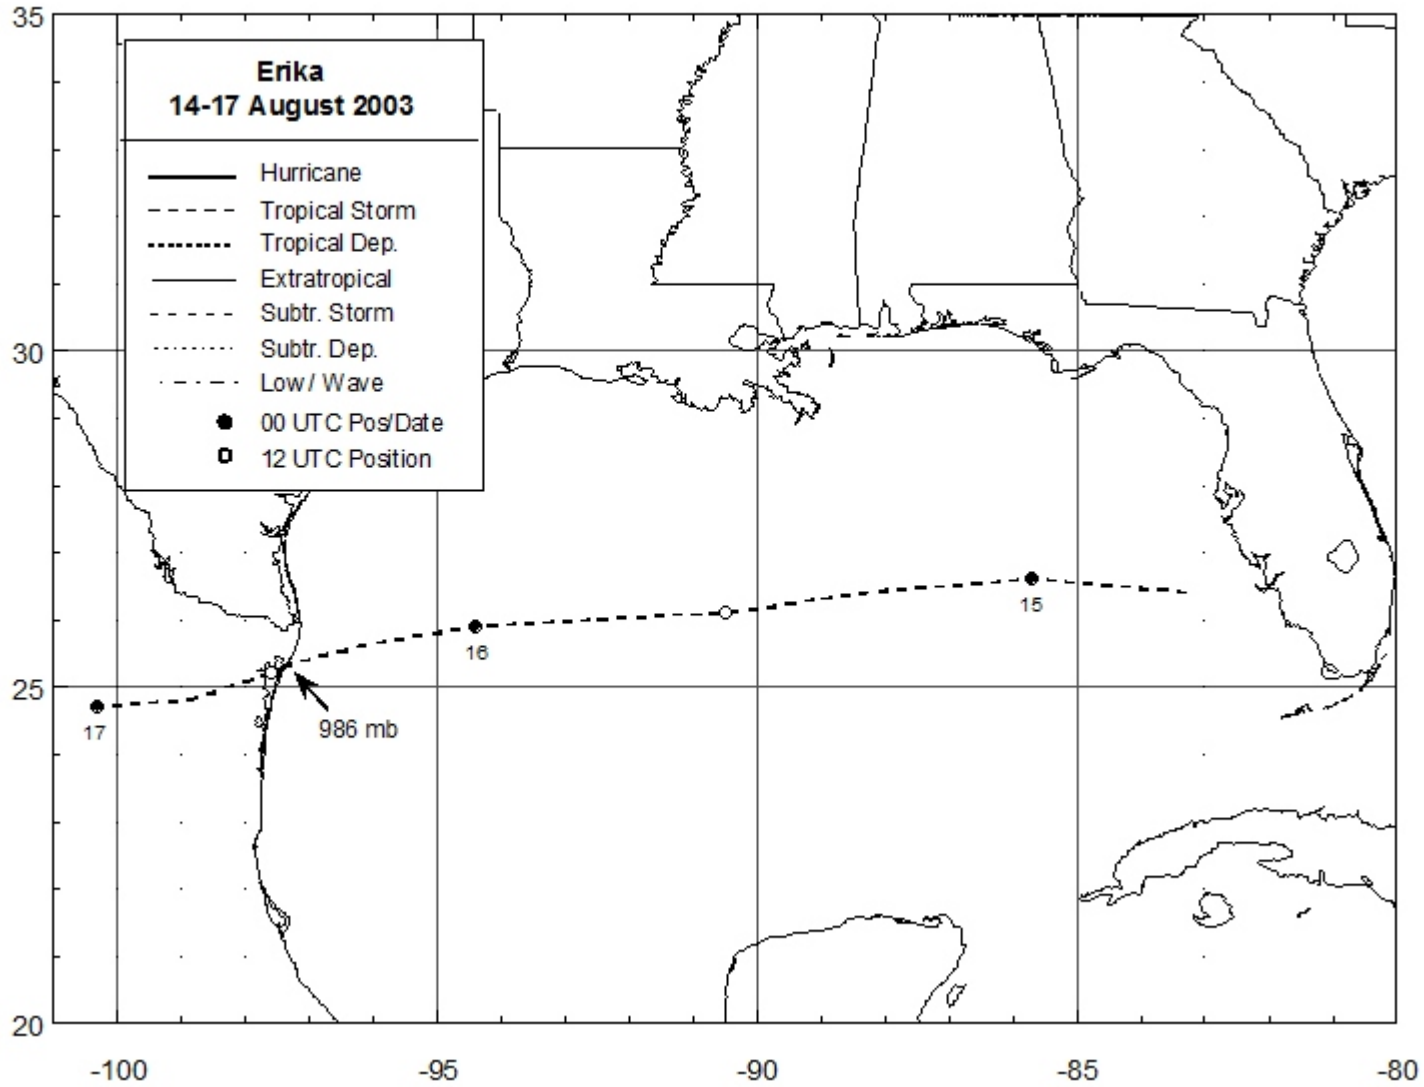 35
Erika
14-17 August 2003
Hurricane
Tropical Storm
Tropical Dep.
Extratropical
Subtr. Storm
Subtr. Dep.
Low / Wave
00 UTC Pos/Date
12 UTC Position
30
15
16
25
17
986 mb
20
-100 -95 -90 -85 -80